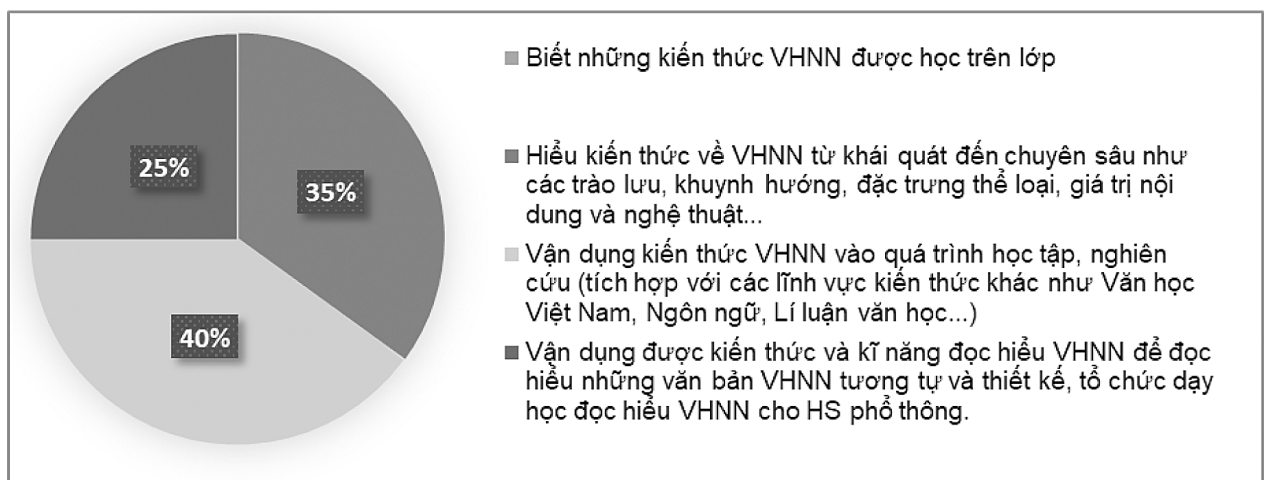 25%
35%
40%
Biết những kiến thức VHNN được học trên lớp
Hiểu kiến thức về VHNN từ khái quát đến chuyên sâu như
các trào lưu, khuynh hướng, đặc trưng thể loại, giá trị nội
dung và nghệ thuật...
Vận dụng kiến thức VHNN vào quá trình học tập, nghiên
cứu (tích hợp với các lĩnh vực kiến thức khác như Văn học
Việt Nam, Ngôn ngữ, Lí luận văn học...)
Vận dụng được kiến thức và kĩ năng đọc hiểu VHNN để đọc
hiểu những văn bản VHNN tương tự và thiết kế, tổ chức dạy
học đọc hiểu VHNN cho HS phổ thông.